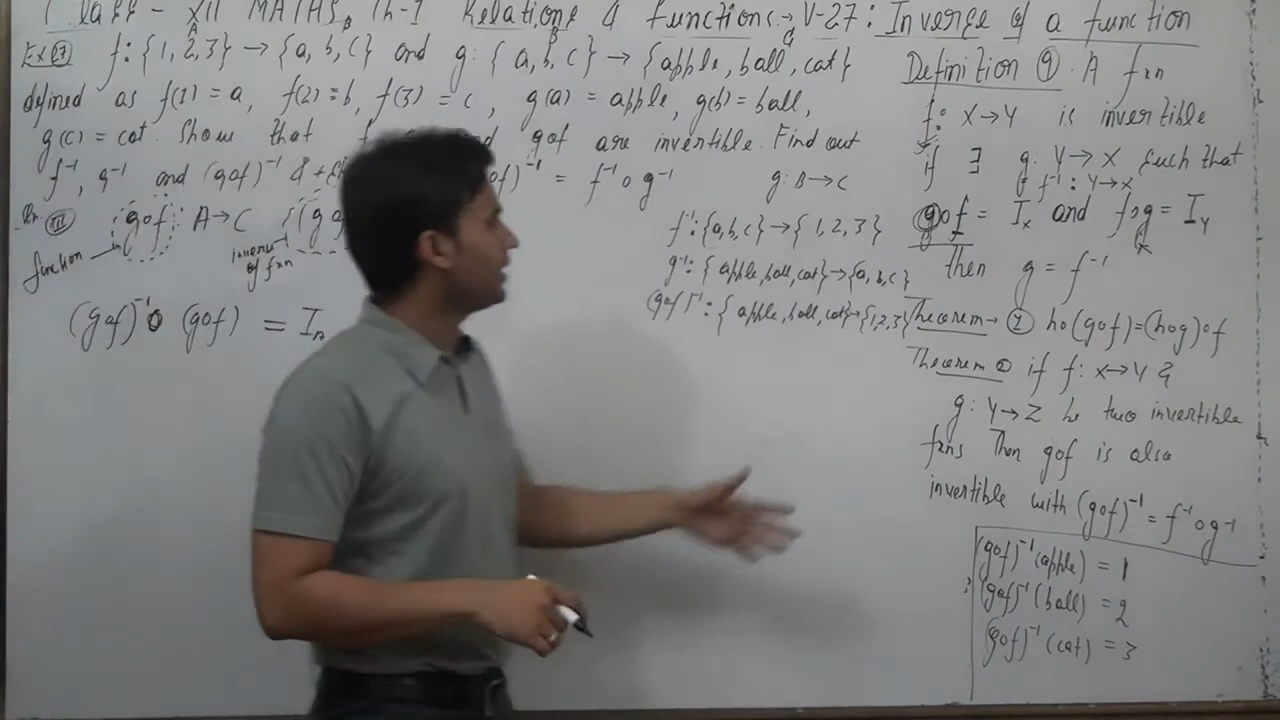 Class - XII MATHS, Ch-1 Relations & Functions → V-27: Inverse of a function
Ex 27 f: {1, 2, 3} → {a, b, c} and g: {a, b, c} → {apple, ball, cat}
A B C
defined as f(1) = a, f(2) = b, f(3) = c, g(a) = apple, g(b) = ball,
g(c) = cat. Show that f and gof are invertible. Find out
f⁻¹, g⁻¹ and (gof)⁻¹ & of)⁻¹ = f⁻¹ o g⁻¹
g: B → C
III gof: A → C (g o
function →
inverse of fxn
(gof)⁻¹ o (gof) = I
f⁻¹: {a, b, c} → {1, 2, 3}
g⁻¹: {apple, ball, cat} → {a, b, c}
(gof)⁻¹: {apple, ball, cat} → {1, 2, 3}
Definition 9. A fxn
f: X → Y is invertible
if ∃ g: Y → X such that
f⁻¹: Y → X
gof = Iₓ and fog = I_Y
then g = f⁻¹
Theorem → 1 ho(gof) = (hog)of
Theorem 2 if f: X → Y &
g: Y → Z be two invertible
fxns Then gof is also
invertible with (gof)⁻¹ = f⁻¹ o g⁻¹
(gof)⁻¹(apple) = 1
(gof)⁻¹(ball) = 2
(gof)⁻¹(cat) = 3